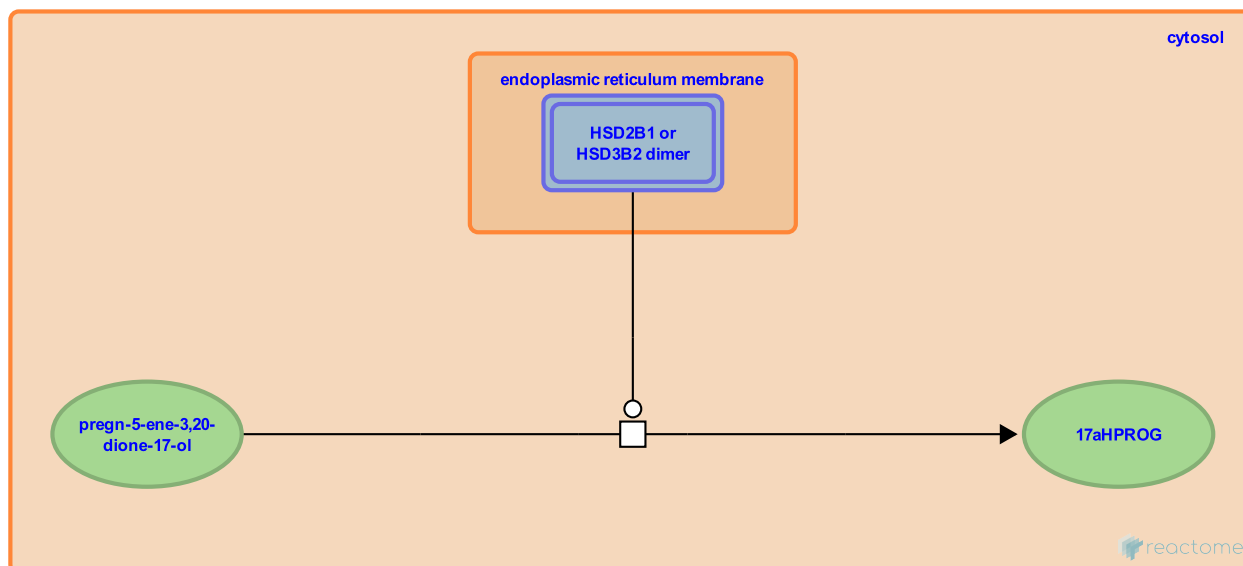 cytosol
endoplasmic reticulum membrane
HSD2B1 or
HSD3B2 dimer
pregn-5-ene-3,20-
dione-17-ol
17aHPROG
reactome